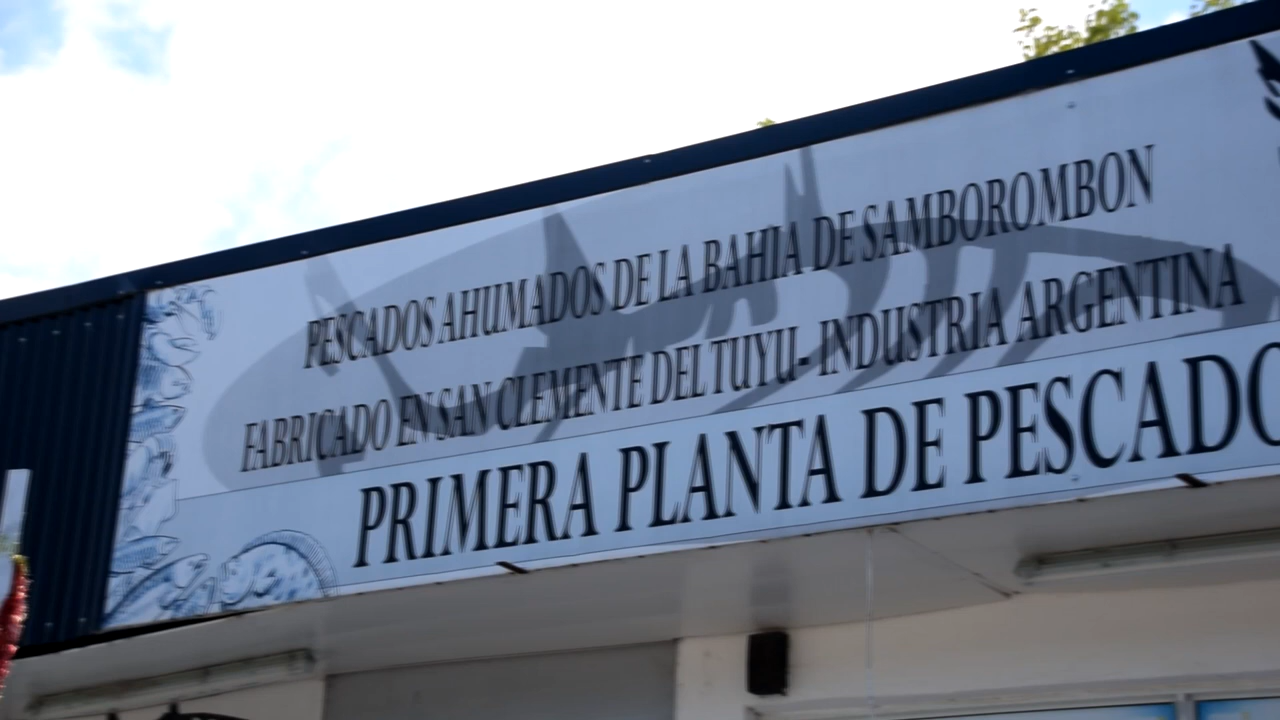 PESCADOS AHUMADOS DE LA BAHIA DE SAMBOROMBON
FABRICADO EN SAN CLEMENTE DEL TUYU- INDUSTRIA ARGENTINA
PRIMERA PLANTA DE PESCADO